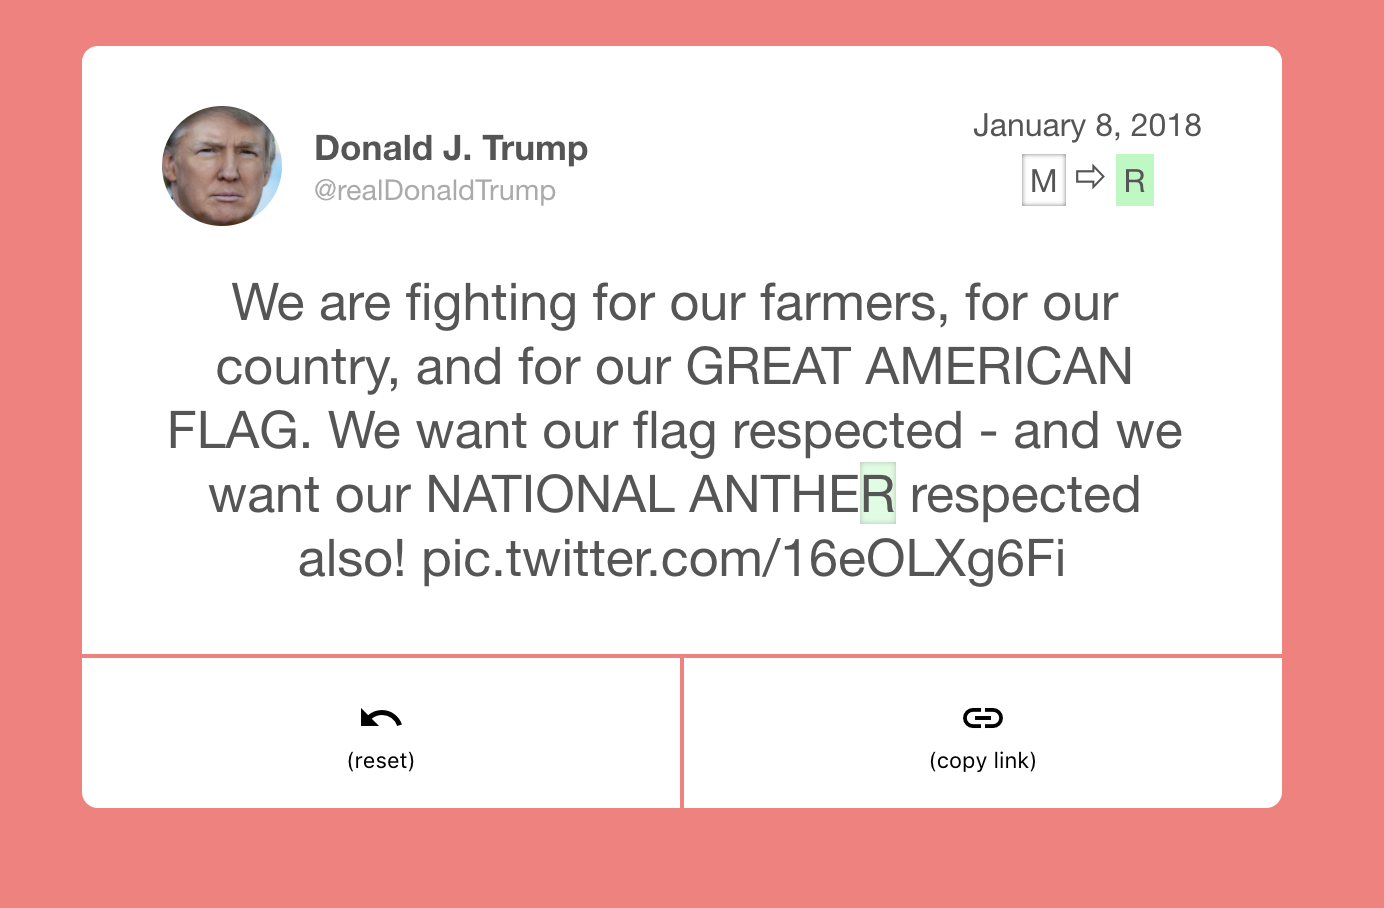 Donald J. Trump
@realDonaldTrump
January 8, 2018
M ⇨ R
We are fighting for our farmers, for our
country, and for our GREAT AMERICAN
FLAG. We want our flag respected - and we
want our NATIONAL ANTHER respected
also! pic.twitter.com/16eOLXg6Fi
(reset)
(copy link)